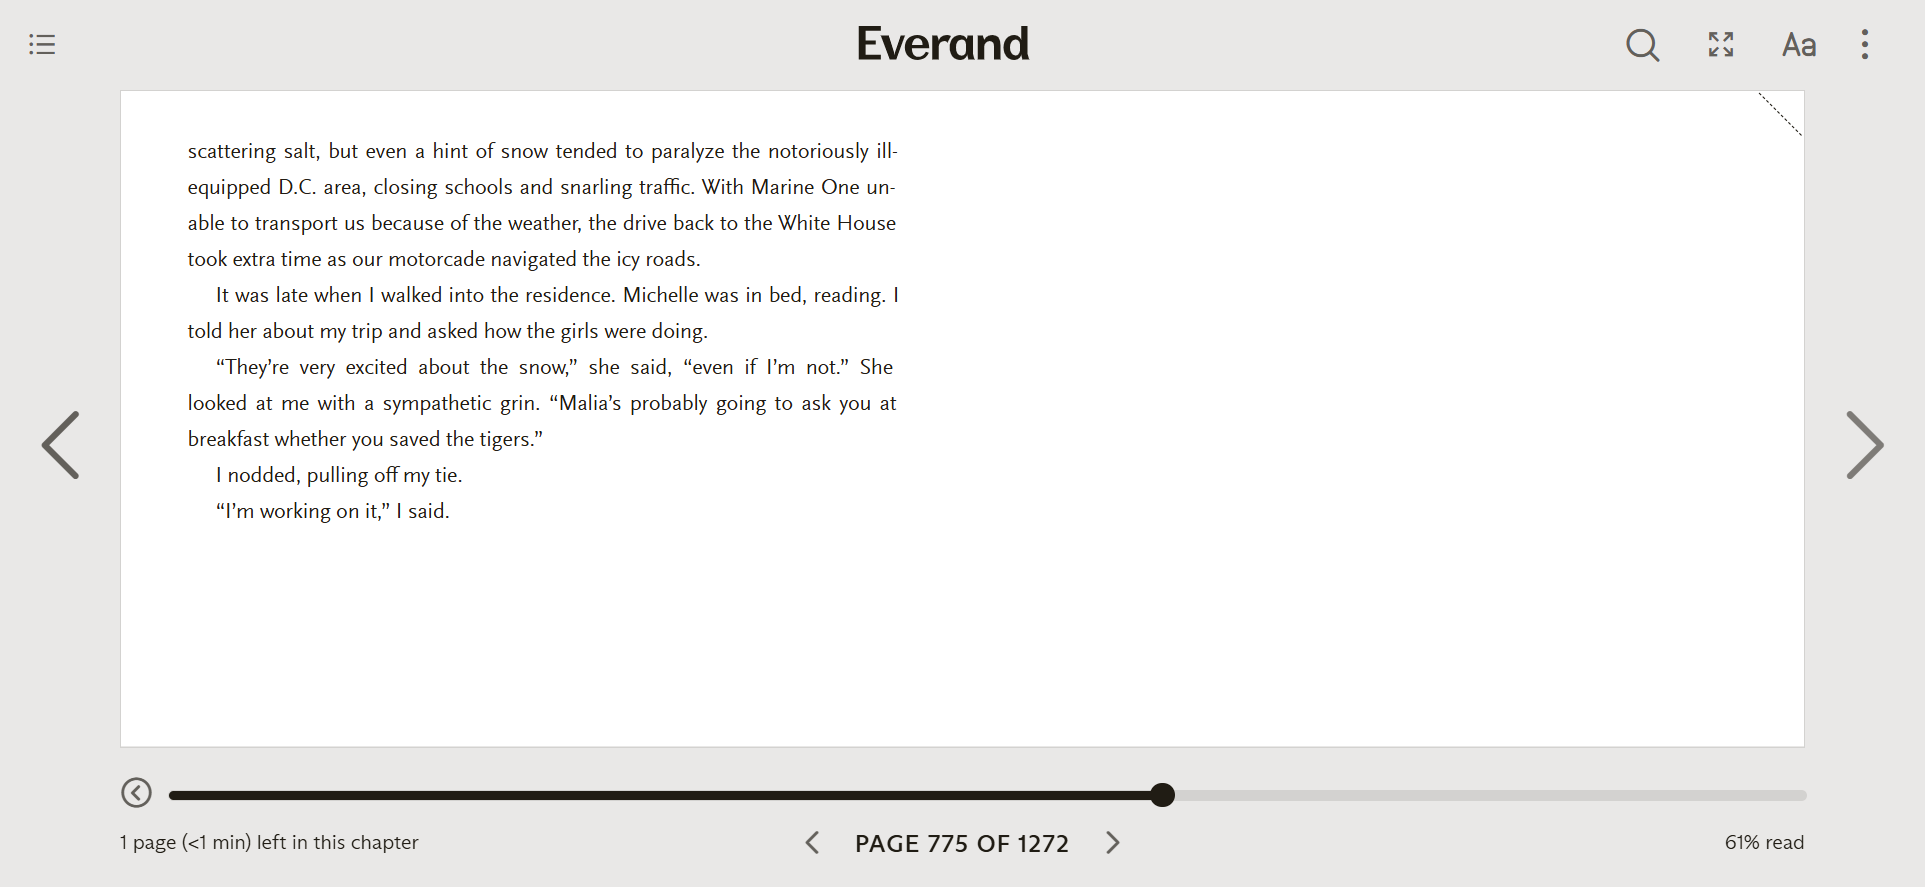 Everand
Aa
scattering salt, but even a hint of snow tended to paralyze the notoriously ill-
equipped D.C. area, closing schools and snarling traffic. With Marine One un-
able to transport us because of the weather, the drive back to the White House
took extra time as our motorcade navigated the icy roads.
It was late when I walked into the residence. Michelle was in bed, reading. I
told her about my trip and asked how the girls were doing.
“They’re very excited about the snow,” she said, “even if I’m not.” She
looked at me with a sympathetic grin. “Malia’s probably going to ask you at
breakfast whether you saved the tigers.”
I nodded, pulling off my tie.
“I’m working on it,” I said.
1 page (<1 min) left in this chapter
PAGE 775 OF 1272
61% read